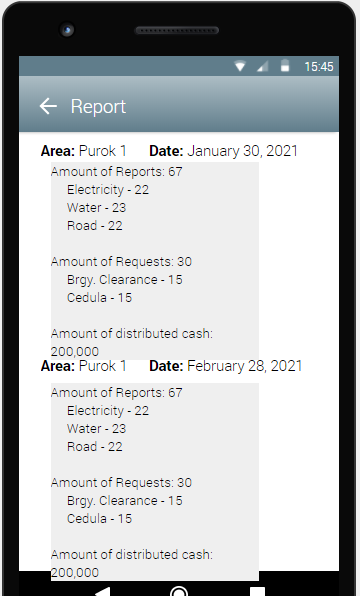 15:45
Report
Area: Purok 1 Date: January 30, 2021
Amount of Reports: 67
Electricity - 22
Water - 23
Road - 22
Amount of Requests: 30
Brgy. Clearance - 15
Cedula - 15
Amount of distributed cash:
200,000
Area: Purok 1 Date: February 28, 2021
Amount of Reports: 67
Electricity - 22
Water - 23
Road - 22
Amount of Requests: 30
Brgy. Clearance - 15
Cedula - 15
Amount of distributed cash:
200,000